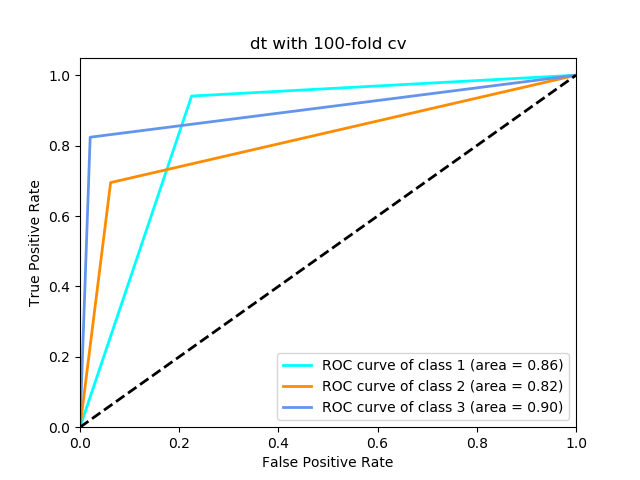 dt with 100-fold cv
1.0
0.8
0.6
0.4
0.2
0.0
True Positive Rate
ROC curve of class 1 (area = 0.86)
ROC curve of class 2 (area = 0.82)
ROC curve of class 3 (area = 0.90)
0.0 0.2 0.4 0.6 0.8 1.0
False Positive Rate